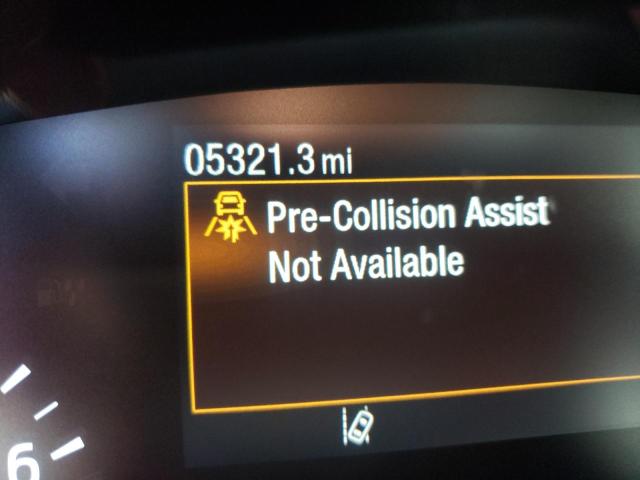 05321.3 mi
Pre-Collision Assist
Not Available
6